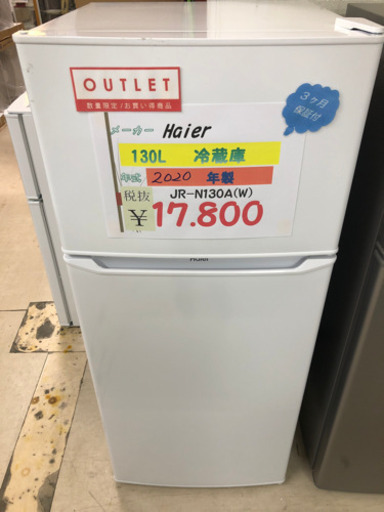 OUTLET
数量限定/お買い得商品
3ヶ月
保証付
メーカー Haier
130L 冷蔵庫
年式 2020 年製
JR-N130A(W)
税抜
¥17.800
Haier